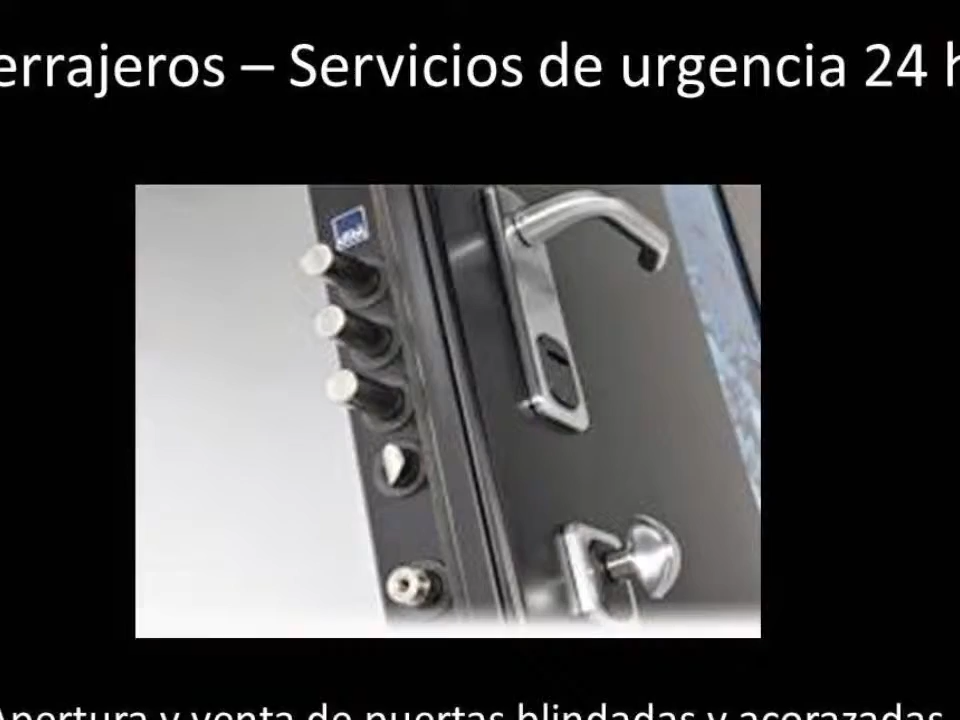 errajeros – Servicios de urgencia 24 h
Apertura y venta de puertas blindadas y acorazadas